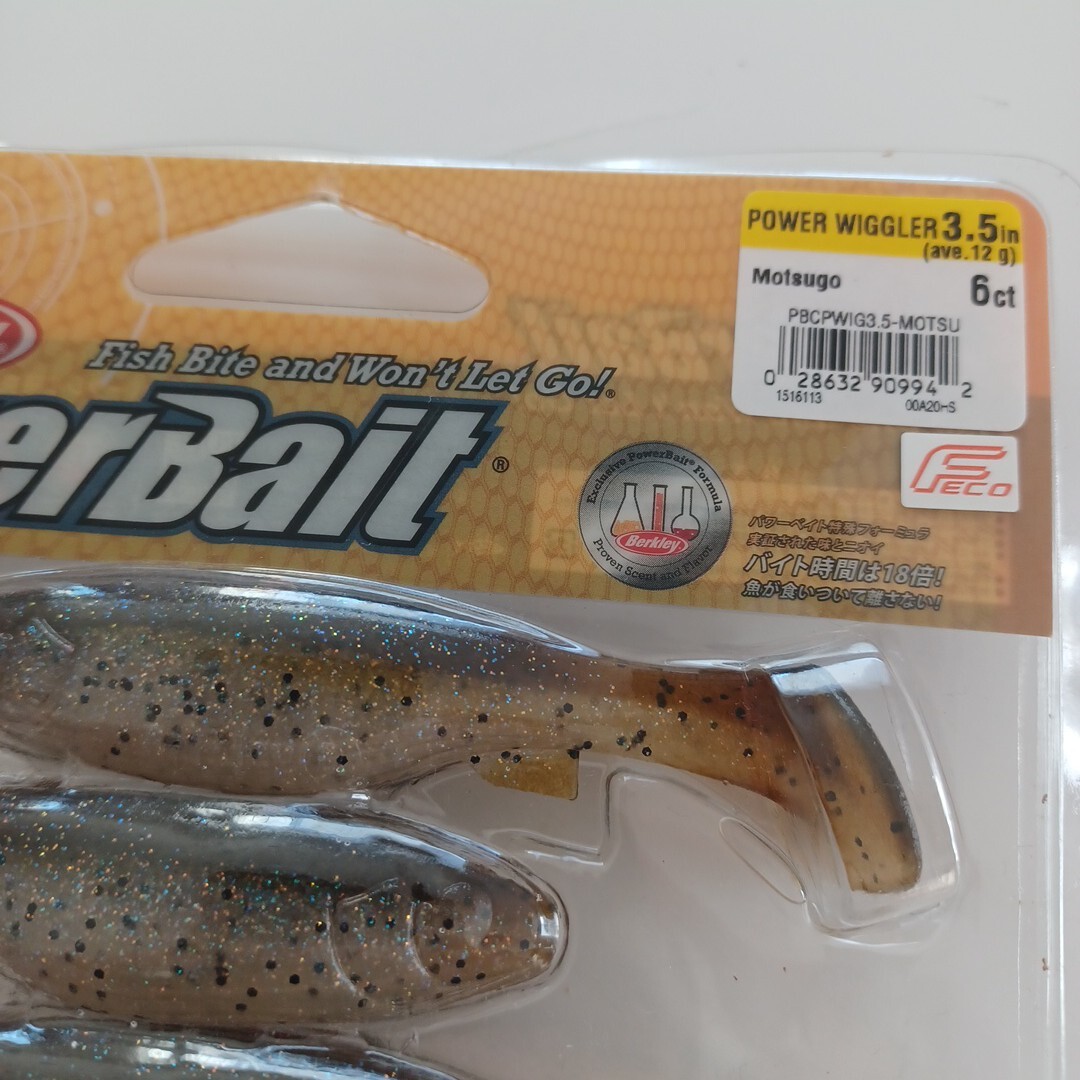 POWER WIGGLER 3.5in
(ave.12 g)
Motsugo
6ct
PBCPWIG3.5-MOTSU
0 28632 90994 2
1516113 00A20H-S
Fish Bite and Won't Let Go!®
erBait®
Exclusive PowerBait® Formula
Berkley
Proven Scent and Flavor
FECO
パワーベイト特殊フォーミュラ
実証された味とニオイ
バイト時間は18倍!
魚が食いついて離さない!